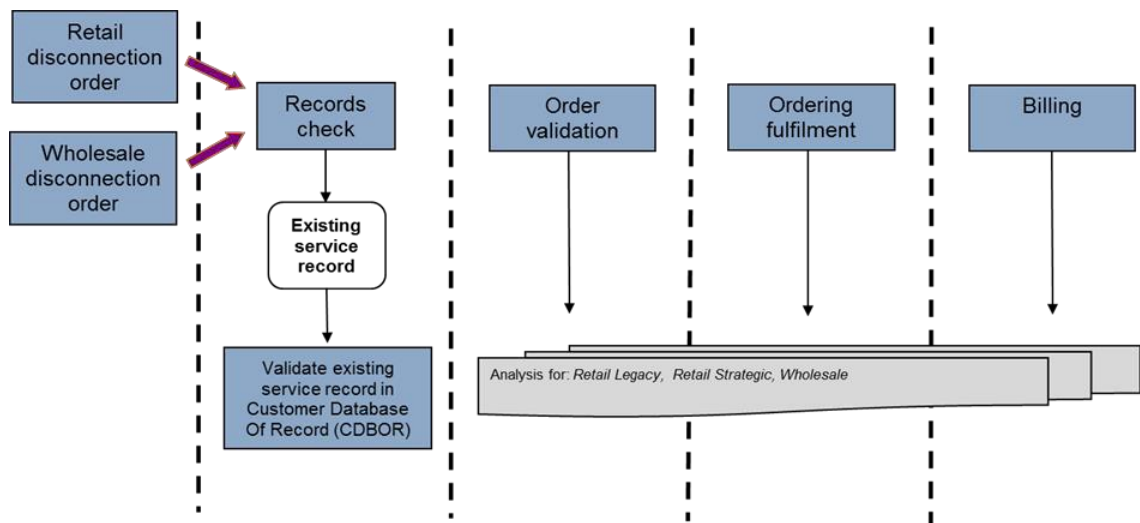 Retail
disconnection
order
Wholesale
disconnection
order
Records
check
Existing
service
record
Validate existing
service record in
Customer Database
Of Record (CDBOR)
Order
validation
Ordering
fulfilment
Billing
Analysis for: Retail Legacy, Retail Strategic, Wholesale